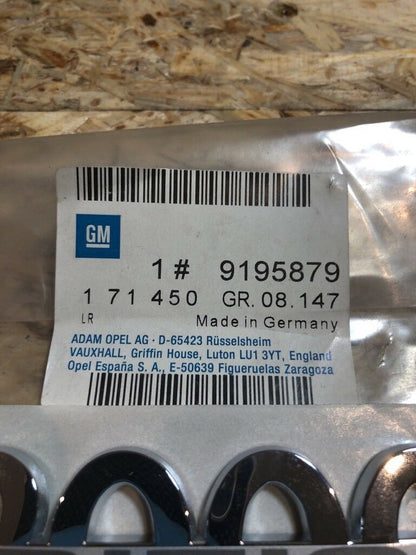 GM
1# 9195879
1 71 450 GR. 08.147
LR Made in Germany
ADAM OPEL AG · D-65423 Rüsselsheim
VAUXHALL, Griffin House, Luton LU1 3YT, England
Opel España S. A., E-50639 Figueruelas Zaragoza